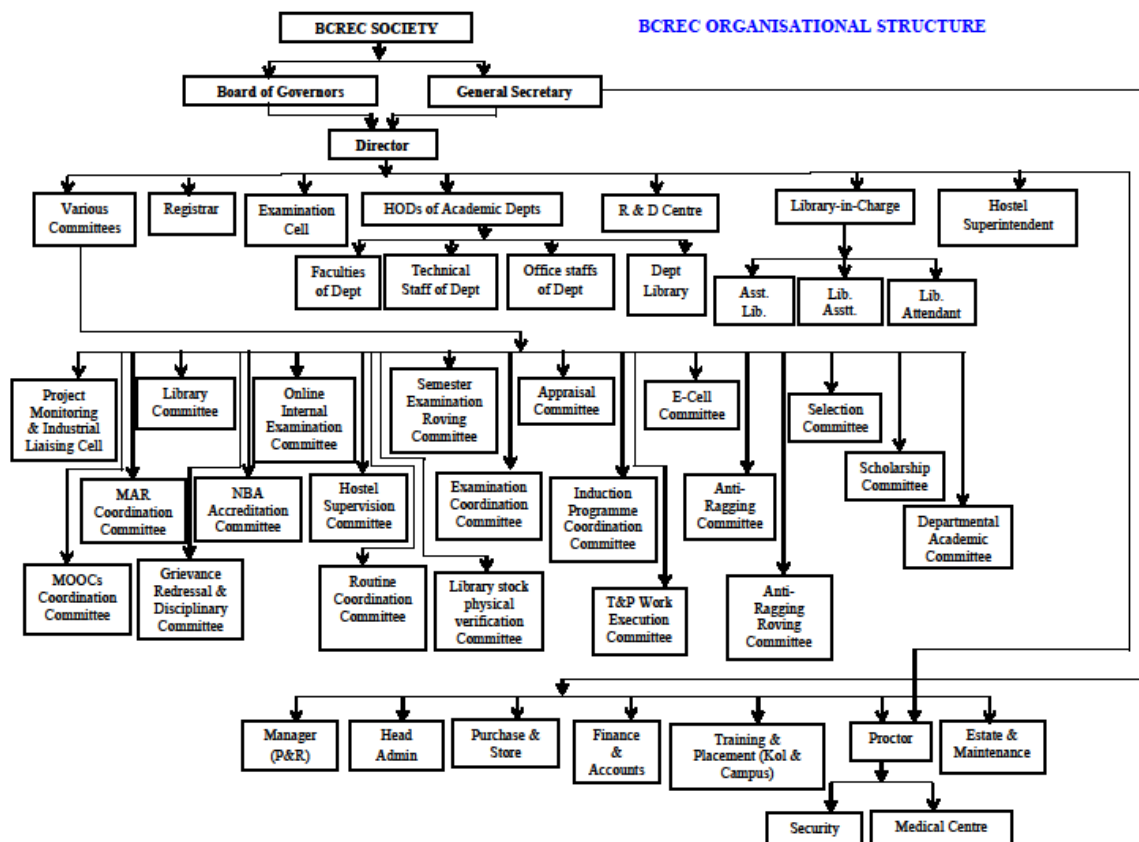 BCREC ORGANISATIONAL STRUCTURE
BCREC SOCIETY
Board of Governors
General Secretary
Director
Various
Committees
Registrar
Examination
Cell
HODs of Academic Depts
R & D Centre
Library-in-Charge
Hostel
Superintendent
Faculties
of Dept
Technical
Staff of Dept
Office staffs
of Dept
Dept
Library
Asst.
Lib.
Lib.
Asstt.
Lib.
Attendant
Project
Monitoring
& Industrial
Liaising Cell
Library
Committee
Online
Internal
Examination
Committee
Semester
Examination
Roving
Committee
Appraisal
Committee
E-Cell
Committee
Selection
Committee
Scholarship
Committee
MAR
Coordination
Committee
NBA
Accreditation
Committee
Hostel
Supervision
Committee
Examination
Coordination
Committee
Induction
Programme
Coordination
Committee
Anti-
Ragging
Committee
Departmental
Academic
Committee
MOOCs
Coordination
Committee
Grievance
Redressal &
Disciplinary
Committee
Routine
Coordination
Committee
Library stock
physical
verification
Committee
T&P Work
Execution
Committee
Anti-
Ragging
Roving
Committee
Manager
(P&R)
Head
Admin
Purchase &
Store
Finance
&
Accounts
Training &
Placement (Kol &
Campus)
Proctor
Estate &
Maintenance
Security
Medical Centre